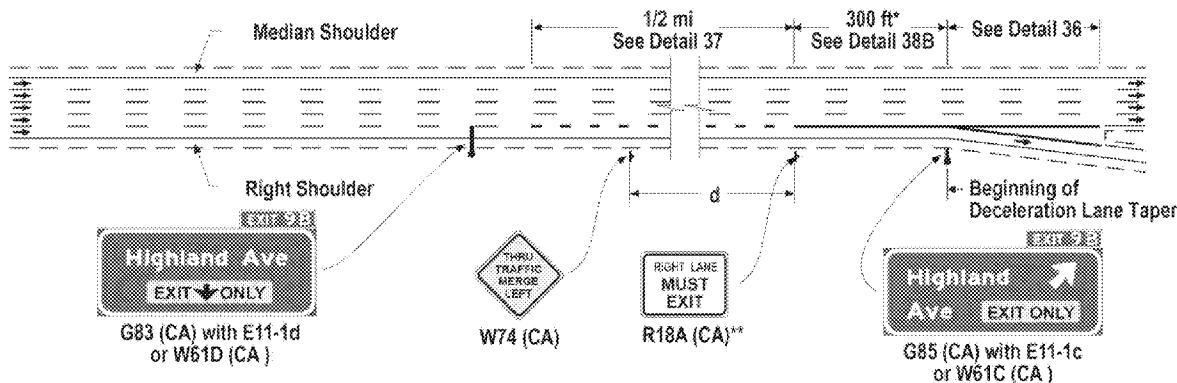 Median Shoulder
1/2 mi
See Detail 37
300 ft*
See Detail 38B
See Detail 36
Right Shoulder
d
Beginning of
Deceleration Lane Taper
EXIT 9B
Highland Ave
EXIT ONLY
G83 (CA) with E11-1d
or W61D (CA )
THRU
TRAFFIC
MERGE
LEFT
W74 (CA)
RIGHT LANE
MUST
EXIT
R18A (CA)**
EXIT 9B
Highland
Ave EXIT ONLY
G85 (CA) with E11-1c
or W61C (CA )